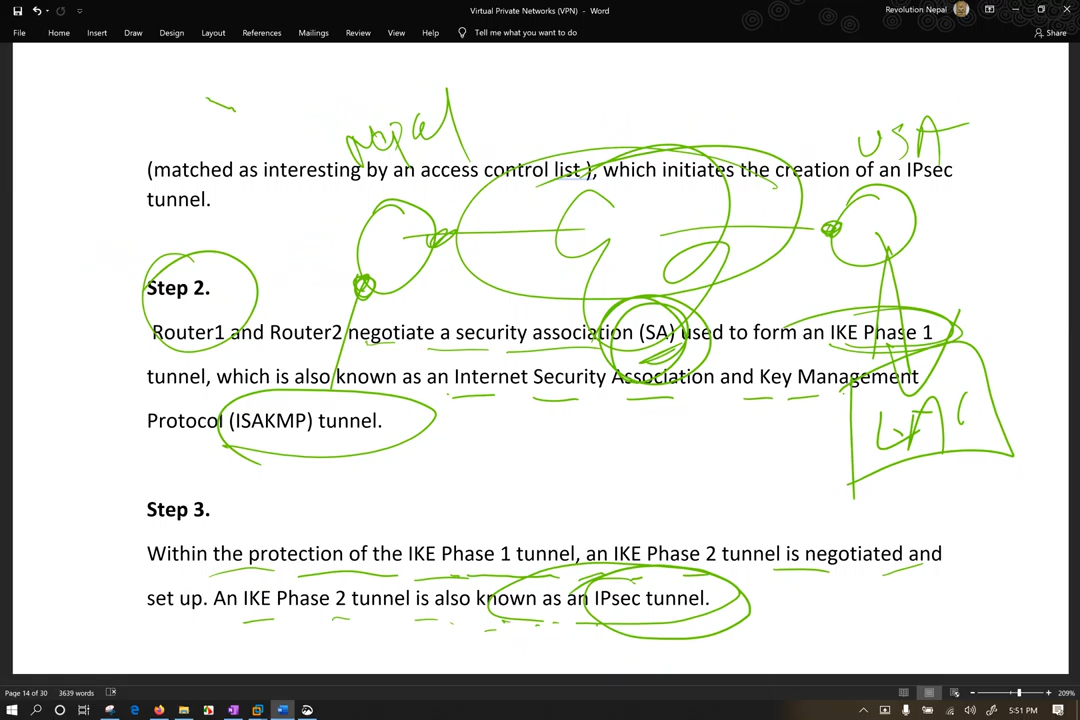 Virtual Private Networks (VPN) - Word
Revolution Nepal
File Home Insert Draw Design Layout References Mailings Review View Help Tell me what you want to do Share
Nepal USA
(matched as interesting by an access control list ), which initiates the creation of an IPsec
tunnel.
Step 2.
Router1 and Router2 negotiate a security association (SA) used to form an IKE Phase 1
tunnel, which is also known as an Internet Security Association and Key Management
Protocol (ISAKMP) tunnel.
Step 3.
Within the protection of the IKE Phase 1 tunnel, an IKE Phase 2 tunnel is negotiated and
set up. An IKE Phase 2 tunnel is also known as an IPsec tunnel.
Page 14 of 30 3639 words 209%
5:51 PM